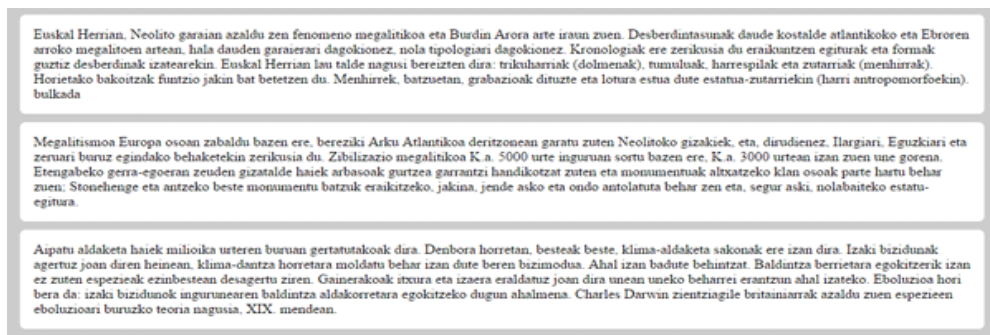 Euskal Herrian, Neolito garaian azaldu zen fenomeno megalitikoa eta Burdin Arora arte iraun zuen. Desberdintasunak daude kostalde atlantikoko eta Ebroren
arroko megalitoen artean, hala dauden garaierari dagokionez, nola tipologiari dagokionez. Kronologiak ere zerikusia du eraikuntzen egiturak eta formak
guztiz desberdinak izatearekin. Euskal Herrian lau talde nagusi bereizten dira: trikuharriak (dolmenak), tumuluak, harrespilak eta zutarriak (menhirrak).
Horietako bakoitzak funtzio jakin bat betetzen du. Menhirrek, batzuetan, grabazioak dituzte eta lotura estua dute estatua-zutarriekin (harri antropomorfoekin).
bulkada
Megalitismoa Europa osoan zabaldu bazen ere, bereziki Arku Atlantikoa deritzonean garatu zuten Neolitoko gizakiek, eta, dirudienez, Ilargiari, Eguzkiari eta
zeruari buruz egindako behaketekin zerikusia du. Zibilizazio megalitikoa K.a. 5000 urte inguruan sortu bazen ere, K.a. 3000 urtean izan zuen une gorena.
Etengabeko gerra-egoeran zeuden gizatalde haiek arbasoak gurtzea garrantzi handikotzat zuten eta monumentuak altxatzeko klan osoak parte hartu behar
zuen; Stonehenge eta antzeko beste monumentu batzuk eraikitzeko, jakina, jende asko eta ondo antolatuta behar zen eta, segur aski, nolabaiteko estatu-
egitura.
Aipatu aldaketa haiek milioika urteren buruan gertatutakoak dira. Denbora horretan, besteak beste, klima-aldaketa sakonak ere izan dira. Izaki bizidunak
agertuz joan diren heinean, klima-dantza horretara moldatu behar izan dute beren bizimodua. Ahal izan badute behintzat. Baldintza berrietara egokitzerik izan
ez zuten espezieak ezinbestean desagertu ziren. Gainerakoak itxura eta izaera eraldatuz joan dira unean uneko beharrei erantzun ahal izateko. Eboluzioa hori
bera da: izaki bizidunok ingurunearen baldintza aldakorretara egokitzeko dugun ahalmena. Charles Darwin zientziagile britainiarrak azaldu zuen espezieen
eboluzioari buruzko teoria nagusia, XIX. mendean.